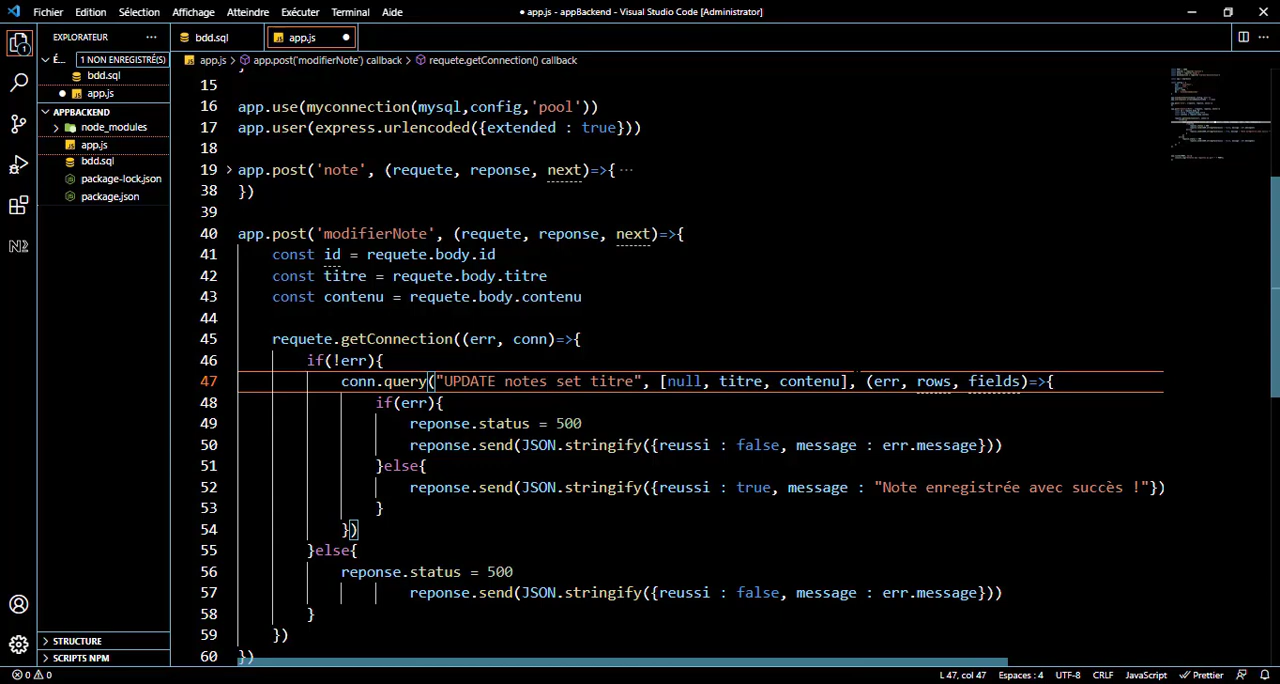 Fichier Edition Sélection Affichage Atteindre Exécuter Terminal Aide
● app.js - appBackend - Visual Studio Code [Administrator]
EXPLORATEUR
bdd.sql
app.js
É... 1 NON ENREGISTRÉ(S)
bdd.sql
app.js
APPBACKEND
node_modules
app.js
bdd.sql
package-lock.json
package.json
STRUCTURE
SCRIPTS NPM
app.js > app.post('modifierNote') callback > requete.getConnection() callback
15
16 app.use(myconnection(mysql,config,'pool'))
17 app.user(express.urlencoded({extended : true}))
18
19 app.post('note', (requete, reponse, next)=>{ ...
38 })
39
40 app.post('modifierNote', (requete, reponse, next)=>{
41 const id = requete.body.id
42 const titre = requete.body.titre
43 const contenu = requete.body.contenu
44
45 requete.getConnection((err, conn)=>{
46 if(!err){
47 conn.query("UPDATE notes set titre", [null, titre, contenu], (err, rows, fields)=>{
48 if(err){
49 reponse.status = 500
50 reponse.send(JSON.stringify({reussi : false, message : err.message}))
51 }else{
52 reponse.send(JSON.stringify({reussi : true, message : "Note enregistrée avec succès !"})
53 }
54 })
55 }else{
56 reponse.status = 500
57 reponse.send(JSON.stringify({reussi : false, message : err.message}))
58 }
59 })
60 })
0 0
L 47, col 47 Espaces : 4 UTF-8 CRLF JavaScript Prettier